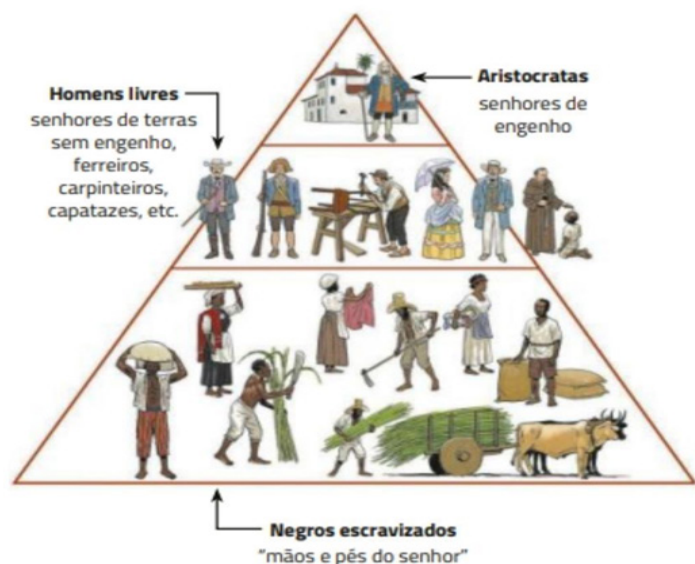 Homens livres
senhores de terras
sem engenho,
ferreiros,
carpinteiros,
capatazes, etc.
Aristocratas
senhores de
engenho
Negros escravizados
"mãos e pés do senhor"